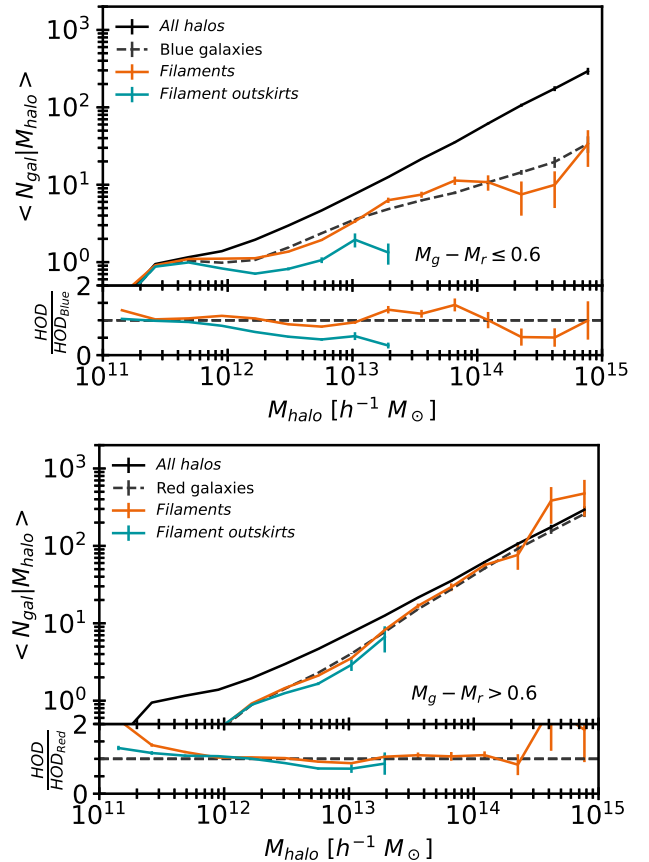 10³
10²
10¹
10⁰
< N_gal|M_halo >
All halos
Blue galaxies
Filaments
Filament outskirts
M_g − M_r ≤ 0.6
2
0
HOD
HOD_Blue
10¹¹ 10¹² 10¹³ 10¹⁴ 10¹⁵
M_halo [h⁻¹ M_⊙]
10³
10²
10¹
10⁰
< N_gal|M_halo >
All halos
Red galaxies
Filaments
Filament outskirts
M_g − M_r > 0.6
2
0
HOD
HOD_Red
10¹¹ 10¹² 10¹³ 10¹⁴ 10¹⁵
M_halo [h⁻¹ M_⊙]